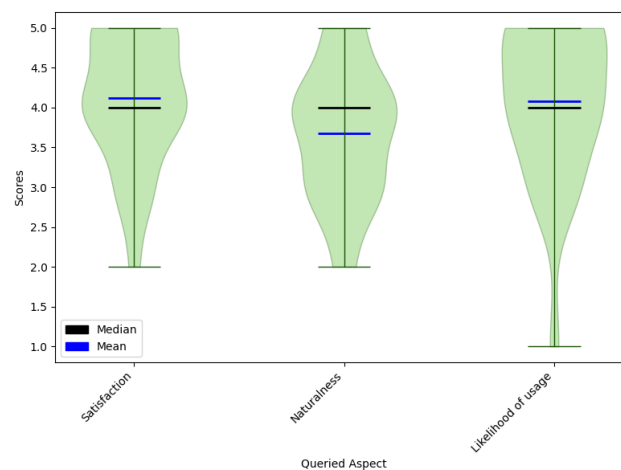 5.0
4.5
4.0
3.5
3.0
2.5
2.0
1.5
1.0
Scores
Median
Mean
Satisfaction
Naturalness
Likelihood of usage
Queried Aspect